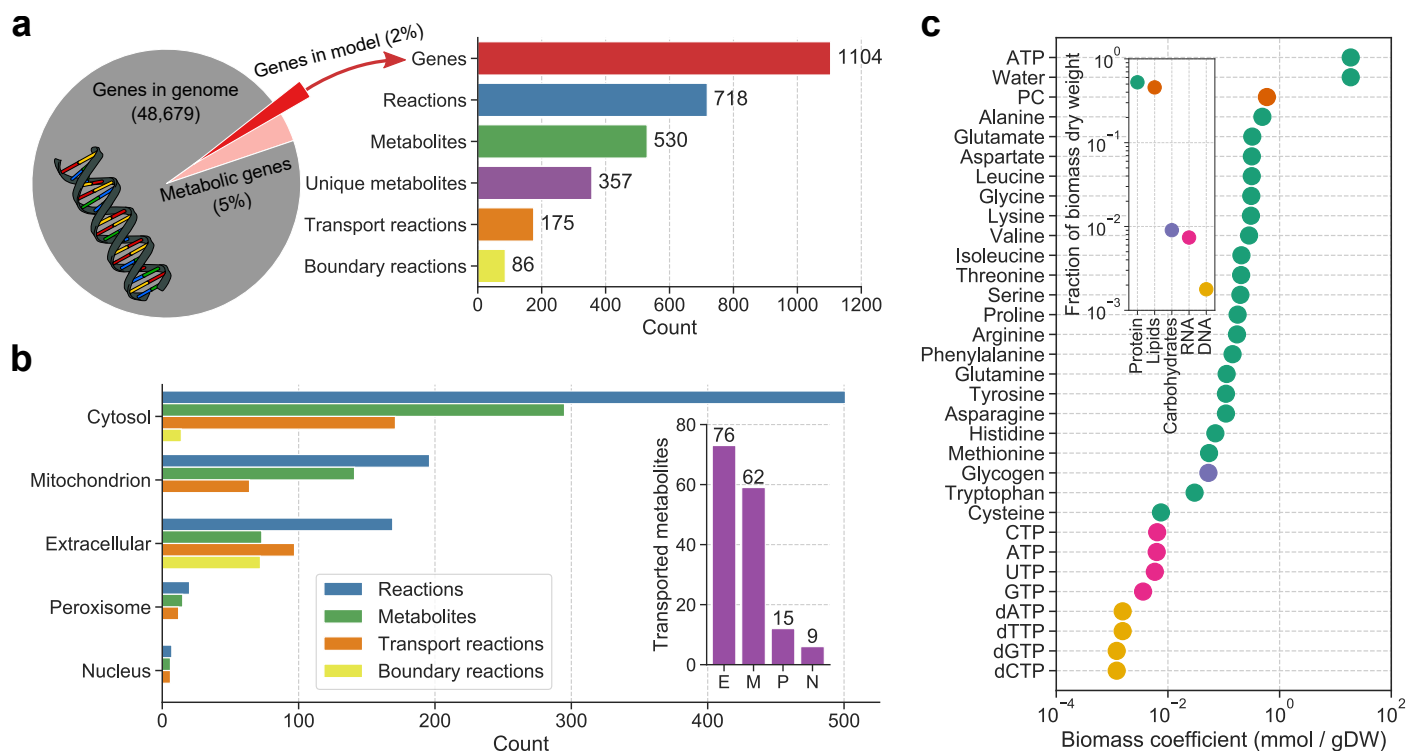 a
Genes in genome
(48,679)
Metabolic genes
(5%)
Genes in model (2%)
Genes
Reactions
Metabolites
Unique metabolites
Transport reactions
Boundary reactions
1104
718
530
357
175
86
0
200
400
600
800
1000
1200
Count
b
Cytosol
Mitochondrion
Extracellular
Peroxisome
Nucleus
0
100
200
300
400
500
Count
Reactions
Metabolites
Transport reactions
Boundary reactions
Transported metabolites
80
60
40
20
0
76
62
15
9
E
M
P
N
c
ATP
Water
PC
Alanine
Glutamate
Aspartate
Leucine
Glycine
Lysine
Valine
Isoleucine
Threonine
Serine
Proline
Arginine
Phenylalanine
Glutamine
Tyrosine
Asparagine
Histidine
Methionine
Glycogen
Tryptophan
Cysteine
CTP
ATP
UTP
GTP
dATP
dTTP
dGTP
dCTP
10⁻⁴
10⁻²
10⁰
10²
Biomass coefficient (mmol / gDW)
Fraction of biomass dry weight
10⁰
10⁻¹
10⁻²
10⁻³
Protein
Lipids
Carbohydrates
RNA
DNA